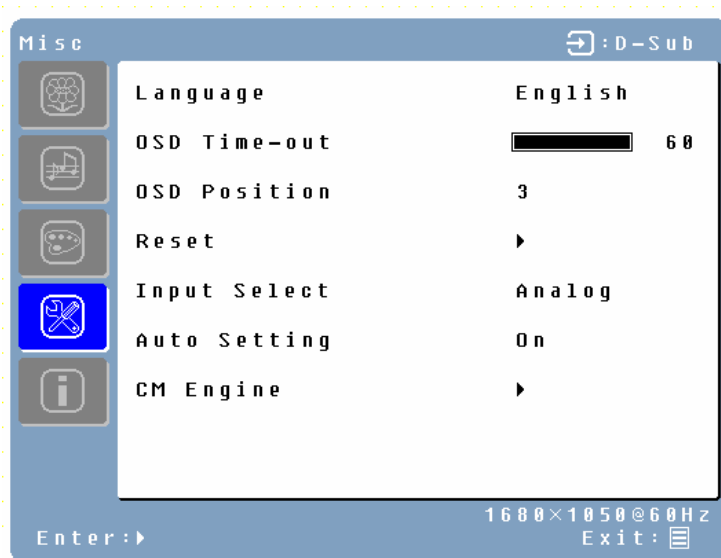 Misc :D-Sub
Language English
OSD Time-out 60
OSD Position 3
Reset
Input Select Analog
Auto Setting On
CM Engine
1680×1050@60Hz
Enter: Exit: